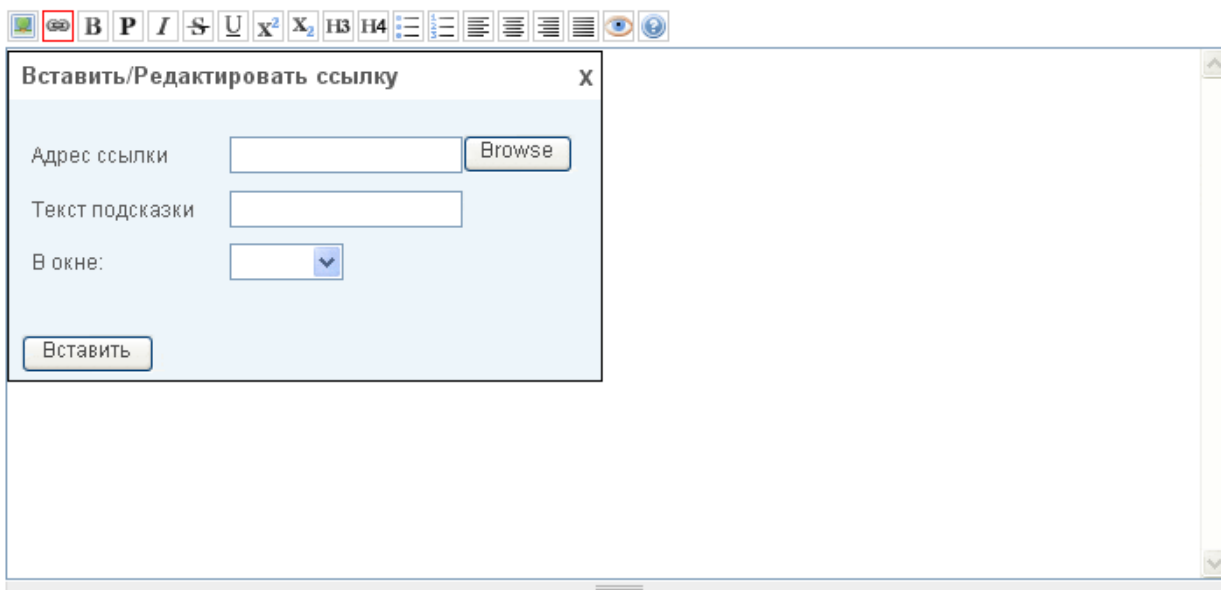 B P I S U x² X₂ H3 H4
Вставить/Редактировать ссылку X
Адрес ссылки Browse
Текст подсказки
В окне:
Вставить